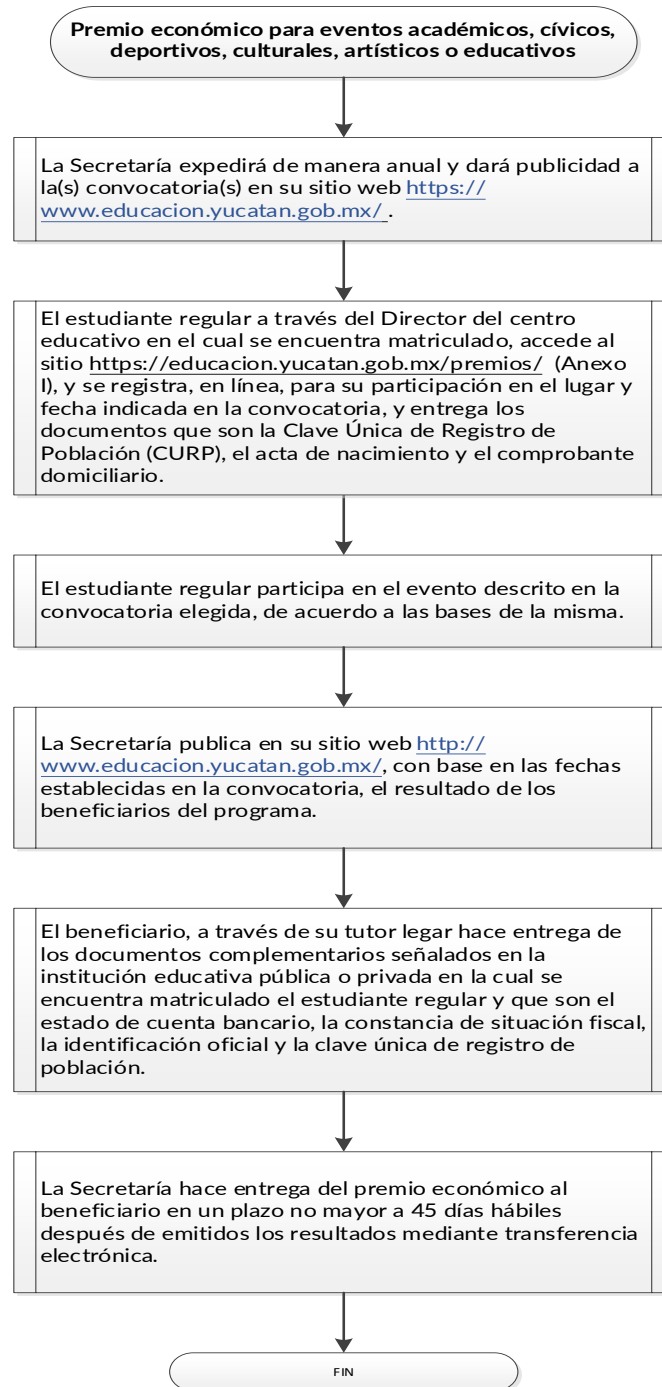 Premio económico para eventos académicos, cívicos,
deportivos, culturales, artísticos o educativos
La Secretaría expedirá de manera anual y dará publicidad a
la(s) convocatoria(s) en su sitio web https://
www.educacion.yucatan.gob.mx/ .
El estudiante regular a través del Director del centro
educativo en el cual se encuentra matriculado, accede al
sitio https://educacion.yucatan.gob.mx/premios/ (Anexo
I), y se registra, en línea, para su participación en el lugar y
fecha indicada en la convocatoria, y entrega los
documentos que son la Clave Única de Registro de
Población (CURP), el acta de nacimiento y el comprobante
domiciliario.
El estudiante regular participa en el evento descrito en la
convocatoria elegida, de acuerdo a las bases de la misma.
La Secretaría publica en su sitio web http://
www.educacion.yucatan.gob.mx/, con base en las fechas
establecidas en la convocatoria, el resultado de los
beneficiarios del programa.
El beneficiario, a través de su tutor legar hace entrega de
los documentos complementarios señalados en la
institución educativa pública o privada en la cual se
encuentra matriculado el estudiante regular y que son el
estado de cuenta bancario, la constancia de situación fiscal,
la identificación oficial y la clave única de registro de
población.
La Secretaría hace entrega del premio económico al
beneficiario en un plazo no mayor a 45 días hábiles
después de emitidos los resultados mediante transferencia
electrónica.
FIN